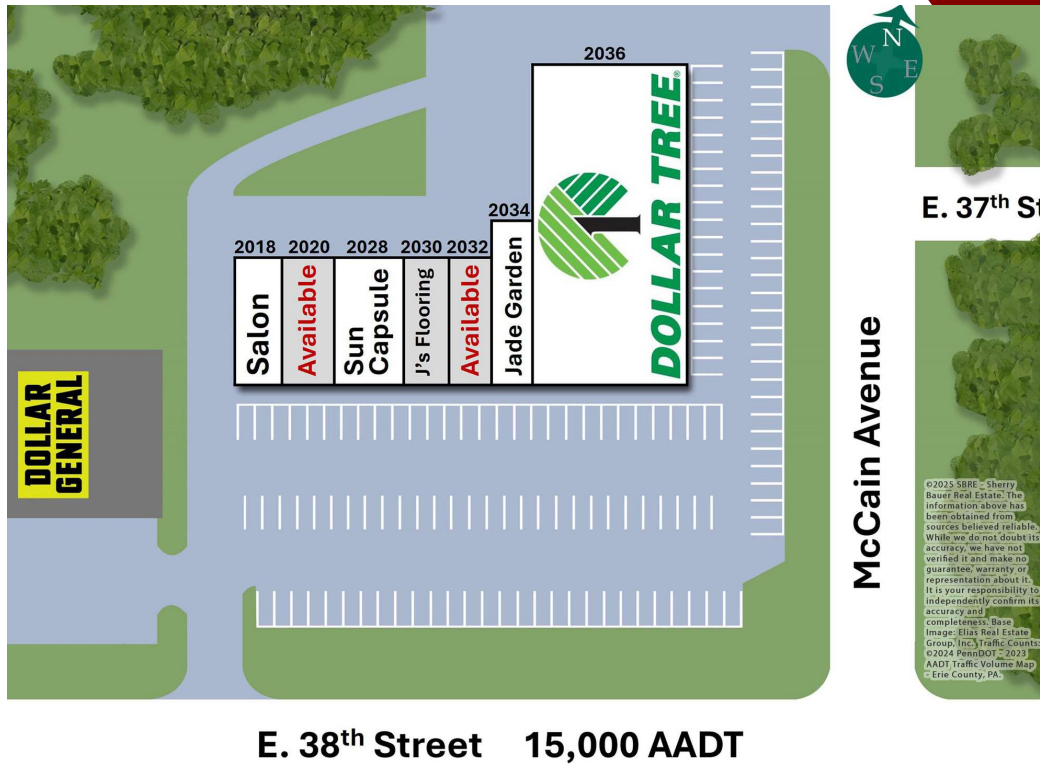 2036
N
W
E
S
2034
2018 2020 2028 2030 2032
Salon
Available
Sun
Capsule
J's Flooring
Available
Jade Garden
DOLLAR TREE®
E. 37th St
DOLLAR
GENERAL
McCain Avenue
©2025 SBRE - Sherry
Bauer Real Estate. The
information above has
been obtained from
sources believed reliable.
While we do not doubt its
accuracy, we have not
verified it and make no
guarantee, warranty or
representation about it.
It is your responsibility to
independently confirm its
accuracy and
completeness. Base
Image: Elias Real Estate
Group, Inc. Traffic Counts:
©2024 PennDOT - 2023
AADT Traffic Volume Map
- Erie County, PA.
E. 38th Street 15,000 AADT